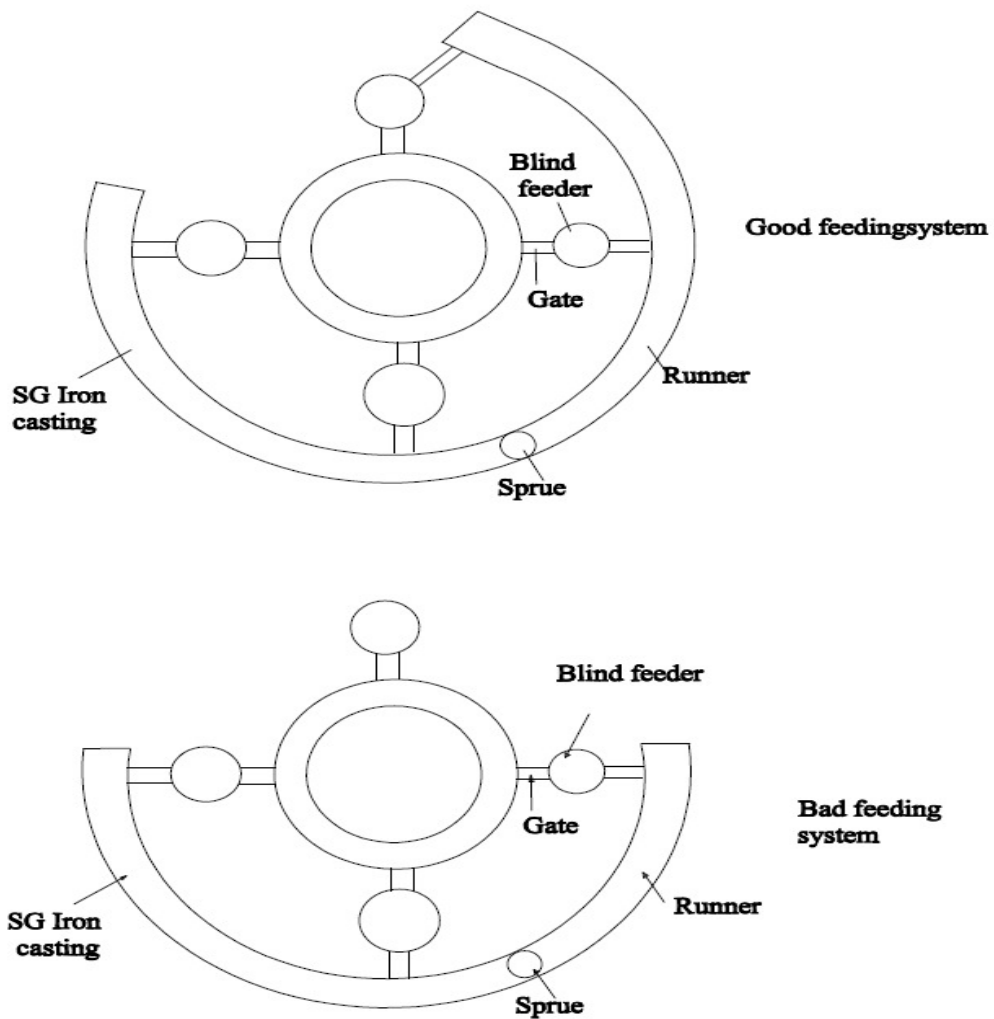 Blind
feeder
Good feedingsystem
Gate
Runner
SG Iron
casting
Sprue
Blind feeder
Gate
Bad feeding
system
Runner
SG Iron
casting
Sprue